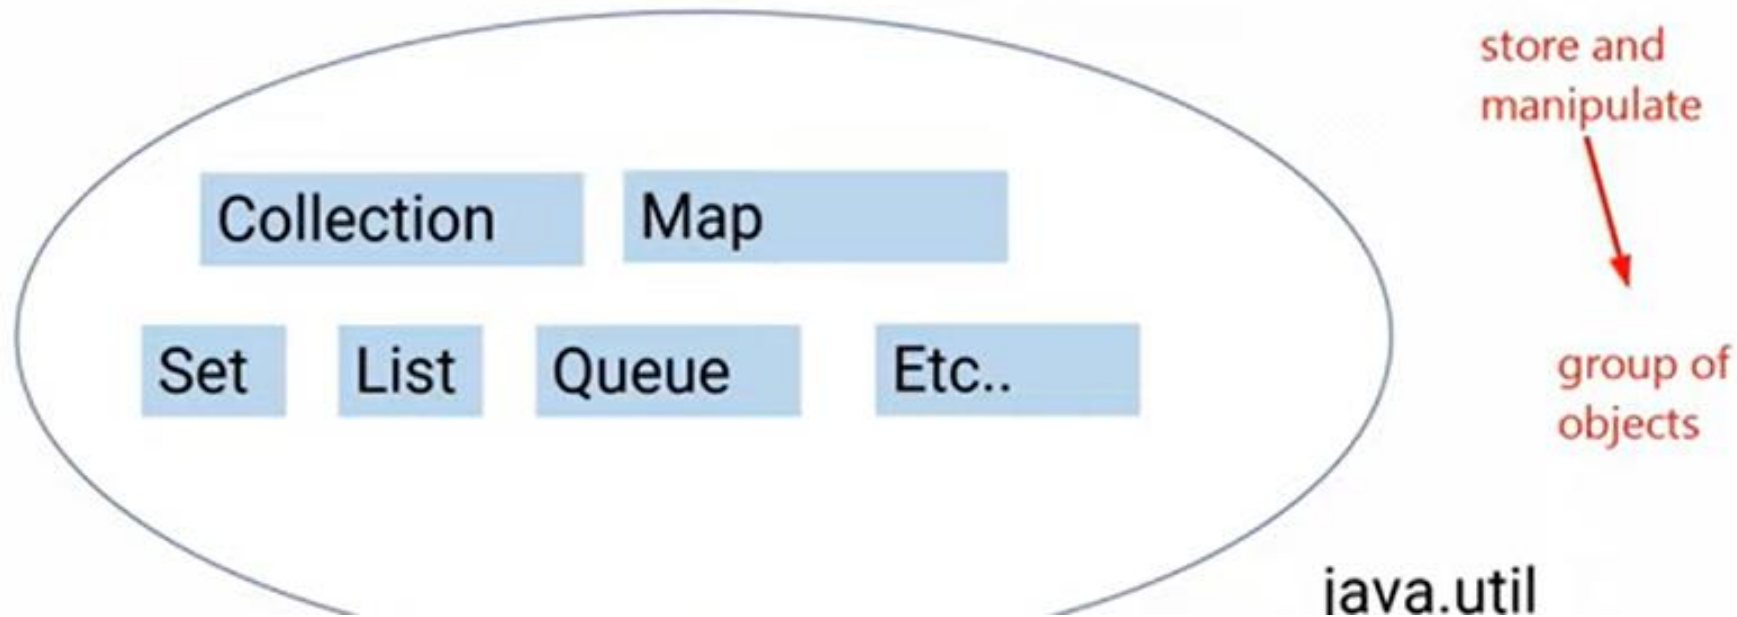 store and
manipulate
Collection
Map
Set
List
Queue
Etc..
group of
objects
java.util